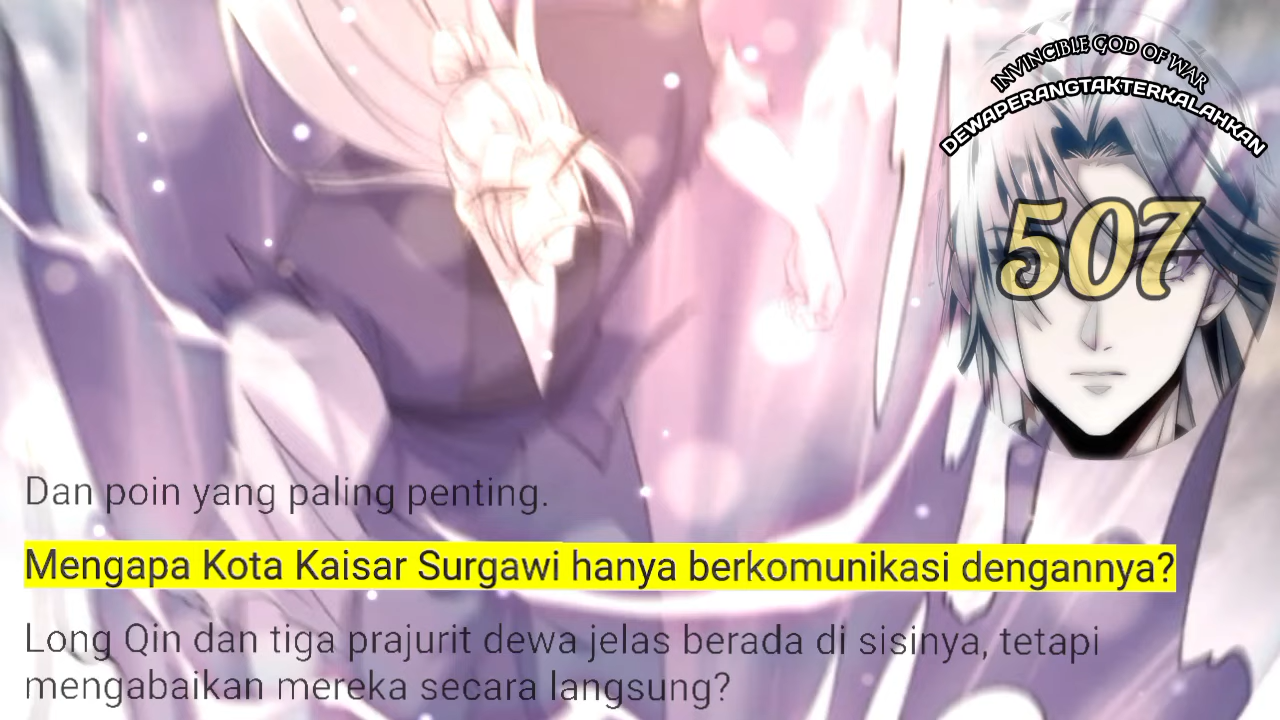 INVINCIBLE GOD OF WAR
DEWAPERANGTAKTERKALAHKAN
507
Dan poin yang paling penting.
Mengapa Kota Kaisar Surgawi hanya berkomunikasi dengannya?
Long Qin dan tiga prajurit dewa jelas berada di sisinya, tetapi
mengabaikan mereka secara langsung?